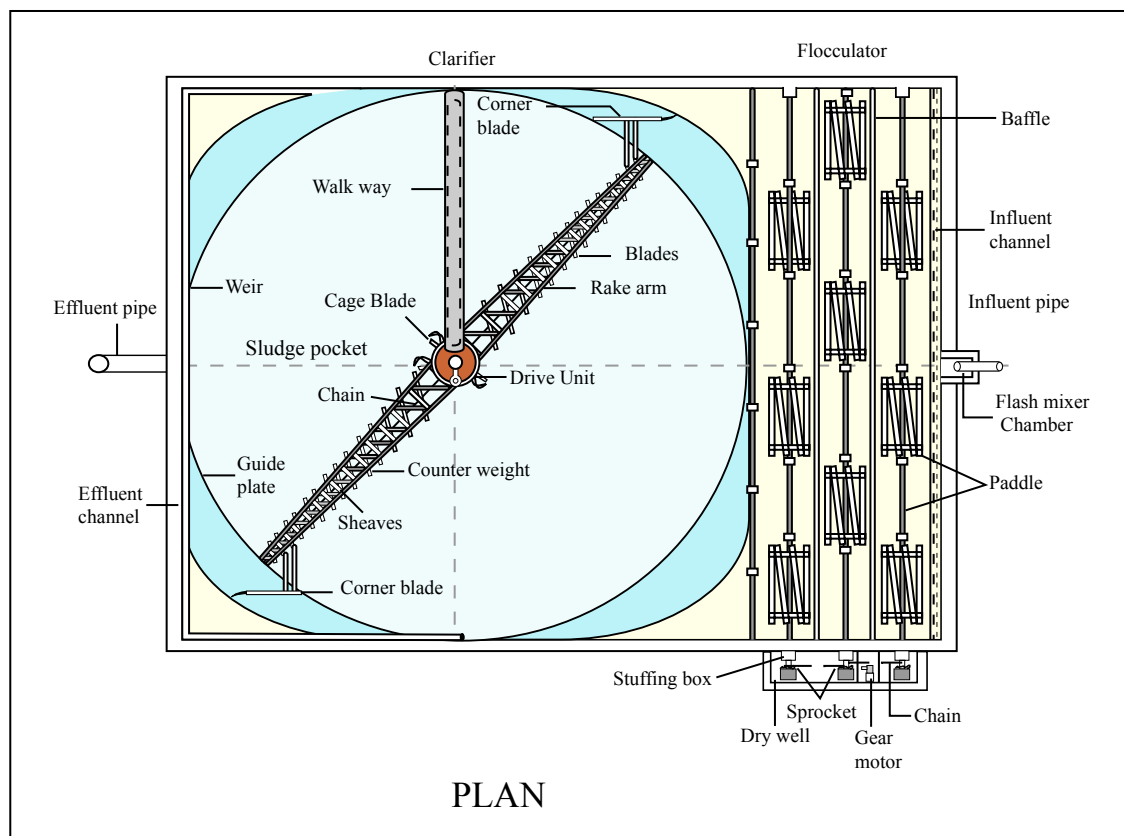 Clarifier
Flocculator
Corner
blade
Baffle
Walk way
Influent
channel
Blades
Weir
Rake arm
Effluent pipe
Cage Blade
Influent pipe
Sludge pocket
Drive Unit
Chain
Flash mixer
Chamber
Guide
plate
Counter weight
Paddle
Effluent
channel
Sheaves
Corner blade
Stuffing box
Sprocket
Chain
Dry well
Gear
motor
PLAN